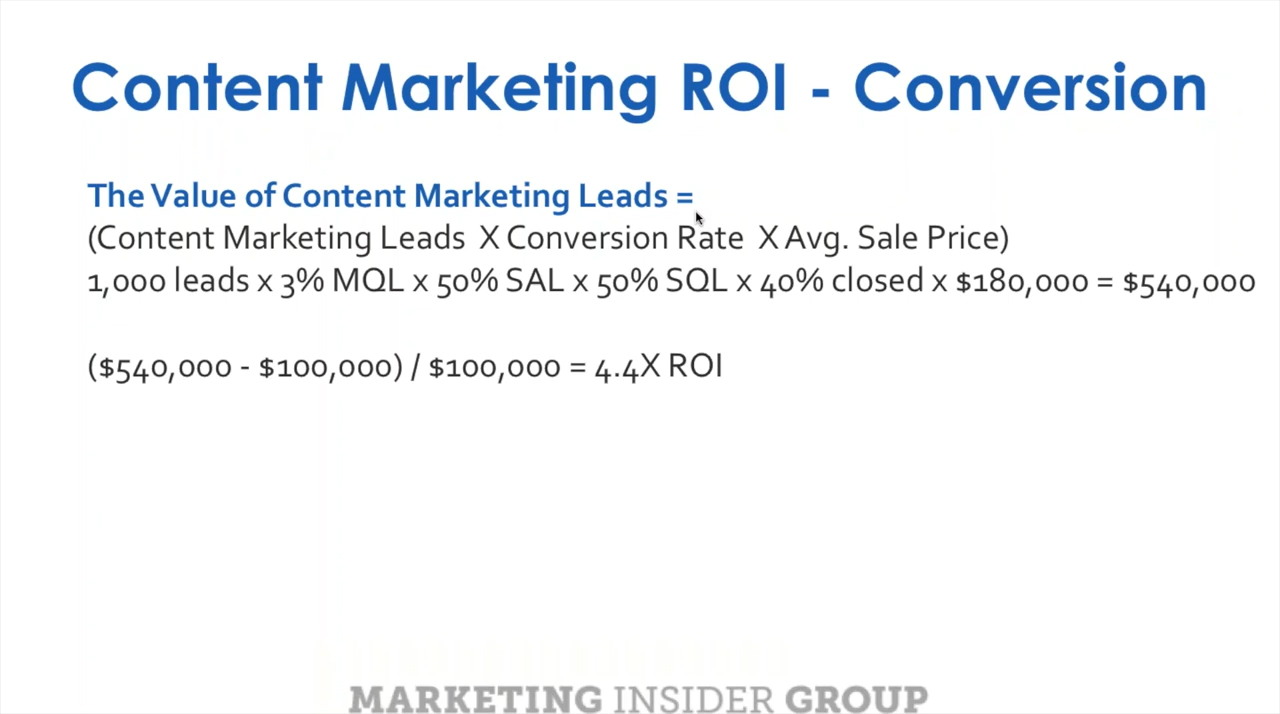 Content Marketing ROI - Conversion
The Value of Content Marketing Leads =
(Content Marketing Leads X Conversion Rate X Avg. Sale Price)
1,000 leads x 3% MQL x 50% SAL x 50% SQL x 40% closed x $180,000 = $540,000
($540,000 - $100,000) / $100,000 = 4.4X ROI
MARKETING INSIDER GROUP